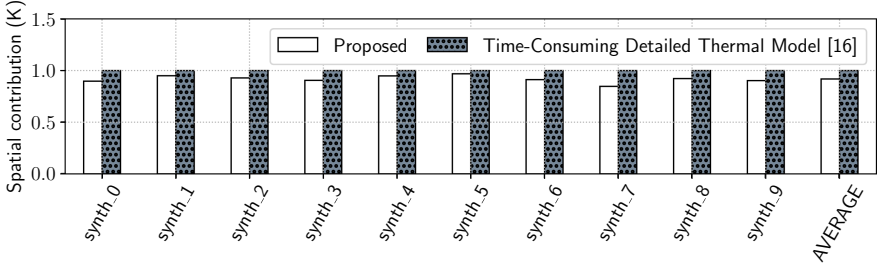 Spatial contribution (K)
1.5
1.0
0.5
0.0
Proposed
Time-Consuming Detailed Thermal Model [16]
synth_0
synth_1
synth_2
synth_3
synth_4
synth_5
synth_6
synth_7
synth_8
synth_9
AVERAGE